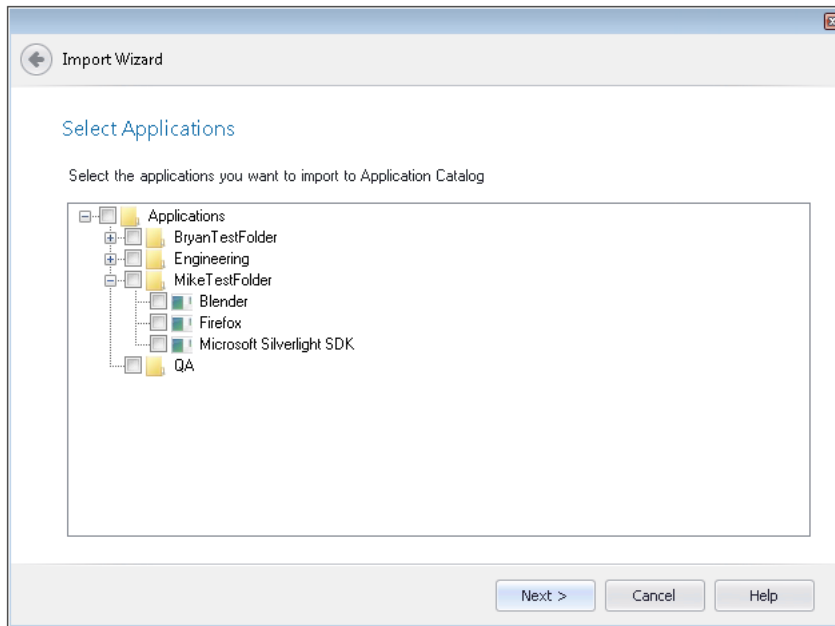 Import Wizard
Select Applications
Select the applications you want to import to Application Catalog
Applications
BryanTestFolder
Engineering
MikeTestFolder
Blender
Firefox
Microsoft Silverlight SDK
QA
Next >
Cancel
Help